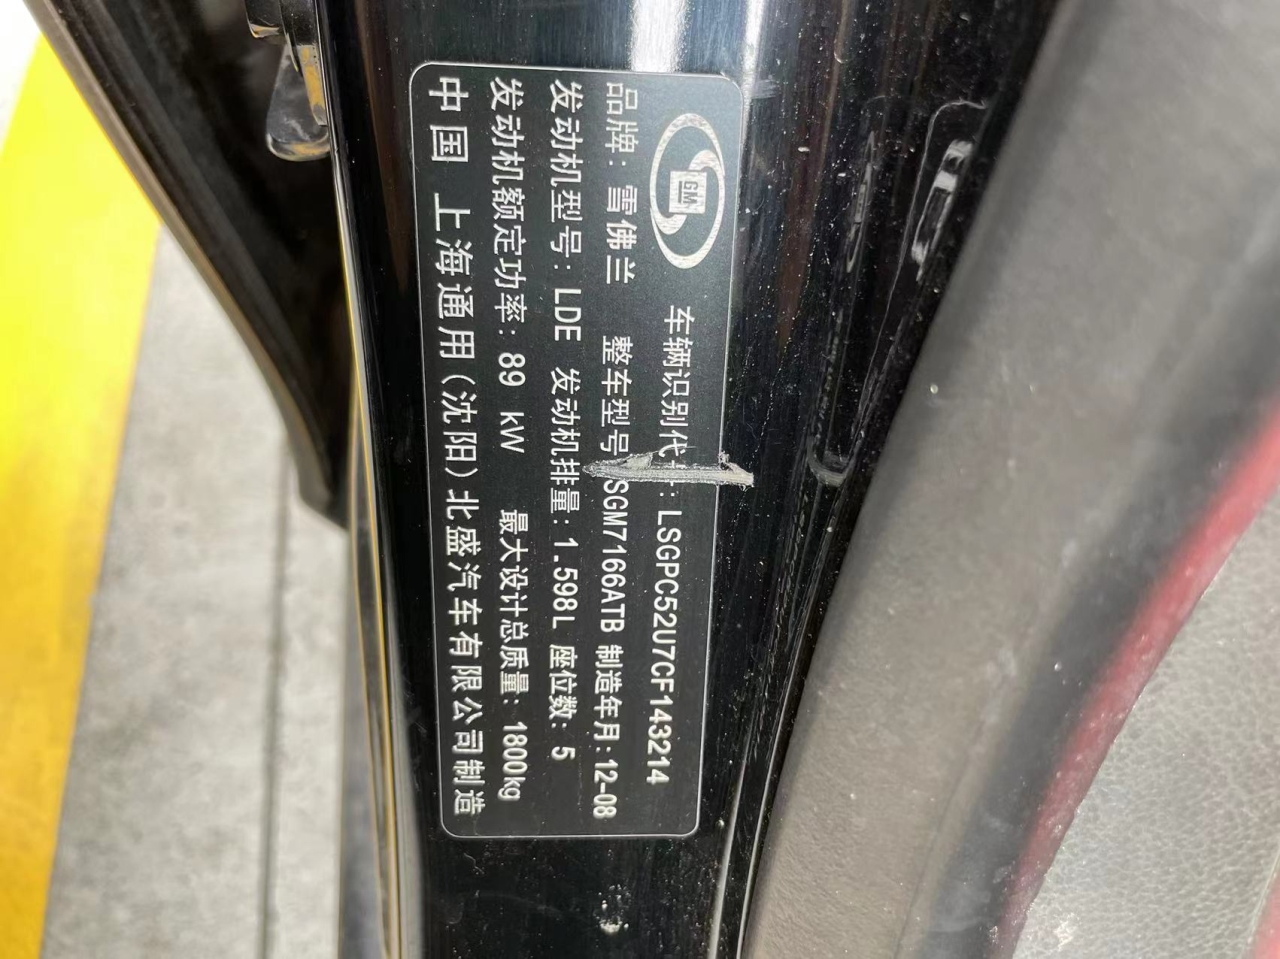 GM
车辆识别代 : LSGPC52U7CF143214
品牌: 雪佛兰 整车型号 SGM7166ATB 制造年月:12-08
发动机型号: LDE 发动机排量: 1.598L 座位数: 5
发动机额定功率: 89 kW 最大设计总质量: 1800kg
中国 上海通用(沈阳)北盛汽车有限公司制造